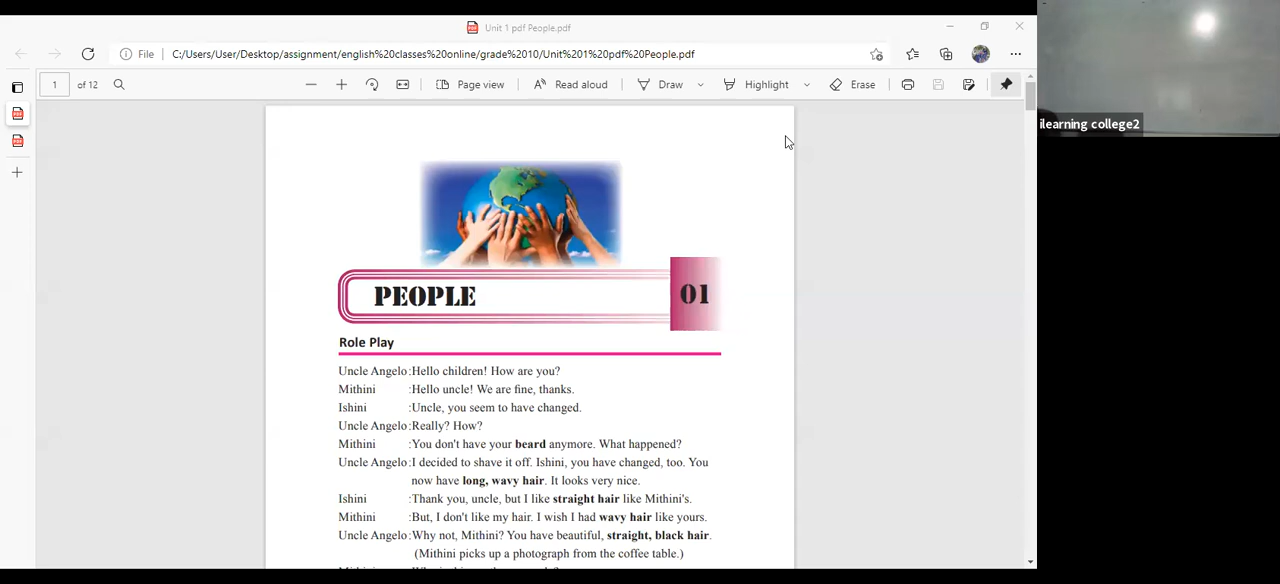 Unit 1 pdf People.pdf
File C:/Users/User/Desktop/assignment/english%20classes%20online/grade%2010/Unit%201%20pdf%20People.pdf
1 of 12 Page view Read aloud Draw Highlight Erase
ilearning college2
PEOPLE 01
Role Play
Uncle Angelo :Hello children! How are you?
Mithini :Hello uncle! We are fine, thanks.
Ishini :Uncle, you seem to have changed.
Uncle Angelo :Really? How?
Mithini :You don't have your beard anymore. What happened?
Uncle Angelo :I decided to shave it off. Ishini, you have changed, too. You
now have long, wavy hair. It looks very nice.
Ishini :Thank you, uncle, but I like straight hair like Mithini's.
Mithini :But, I don't like my hair. I wish I had wavy hair like yours.
Uncle Angelo :Why not, Mithini? You have beautiful, straight, black hair.
(Mithini picks up a photograph from the coffee table.)